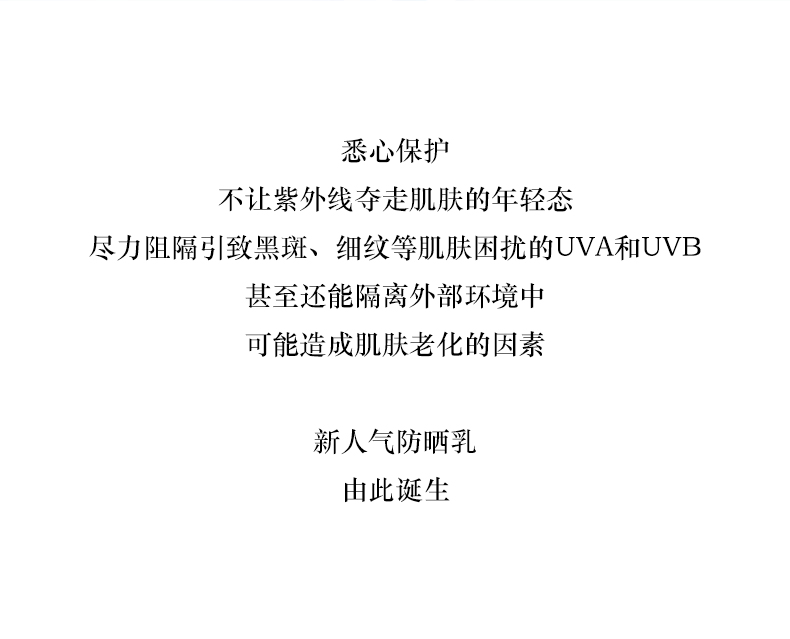 悉心保护
不让紫外线夺走肌肤的年轻态
尽力阻隔引致黑斑、细纹等肌肤困扰的UVA和UVB
甚至还能隔离外部环境中
可能造成肌肤老化的因素
新人气防晒乳
由此诞生